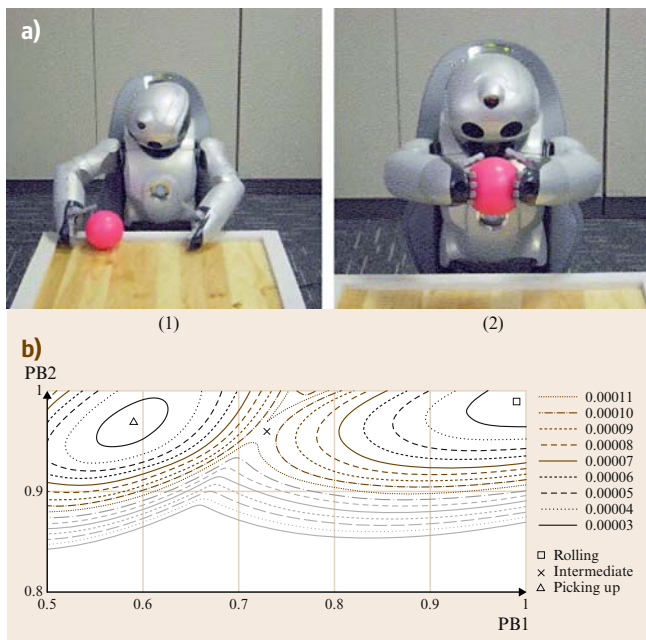 a)
(1)
(2)
b)
PB2
1
0.9
0.8
0.5
0.6
0.7
0.8
0.9
1
PB1
0.00011
0.00010
0.00009
0.00008
0.00007
0.00006
0.00005
0.00004
0.00003
Rolling
Intermediate
Picking up